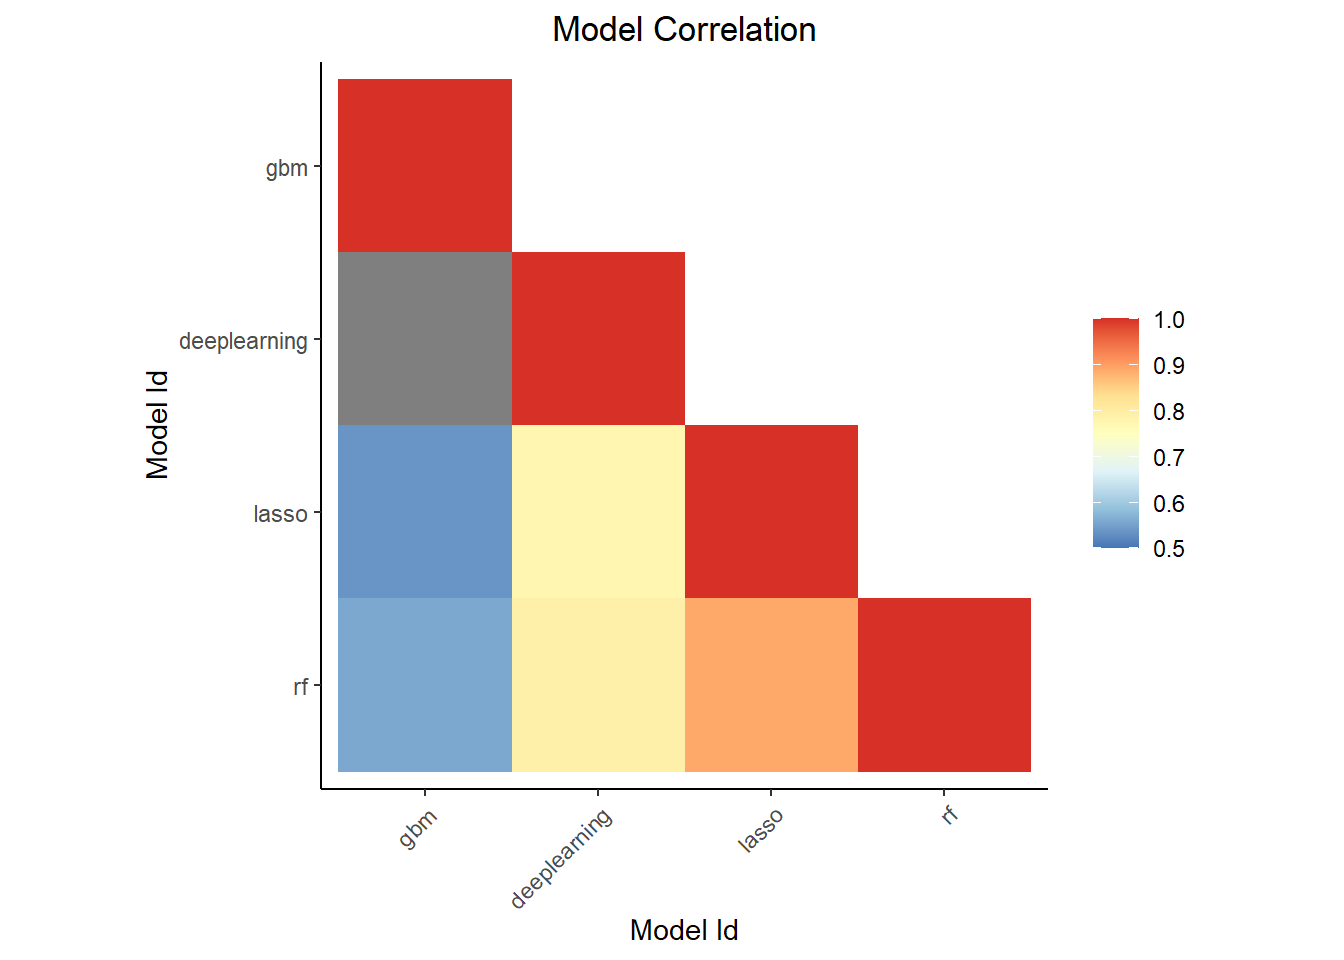 Model Correlation
gbm
deeplearning
lasso
rf
Model Id
gbm
deeplearning
lasso
rf
Model Id
1.0
0.9
0.8
0.7
0.6
0.5